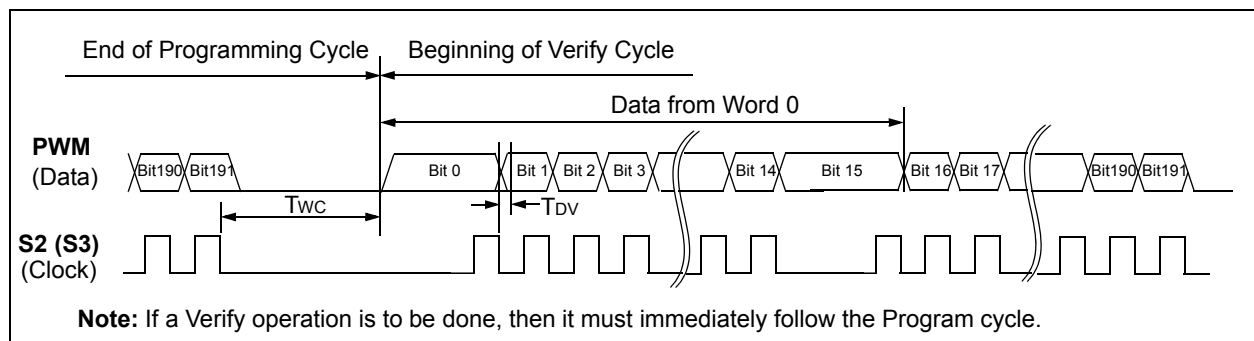 End of Programming Cycle Beginning of Verify Cycle
Data from Word 0
PWM
(Data)
Bit190 Bit191 Bit 0 Bit 1 Bit 2 Bit 3 Bit 14 Bit 15 Bit 16 Bit 17 Bit190 Bit191
TWC TDV
S2 (S3)
(Clock)
Note: If a Verify operation is to be done, then it must immediately follow the Program cycle.